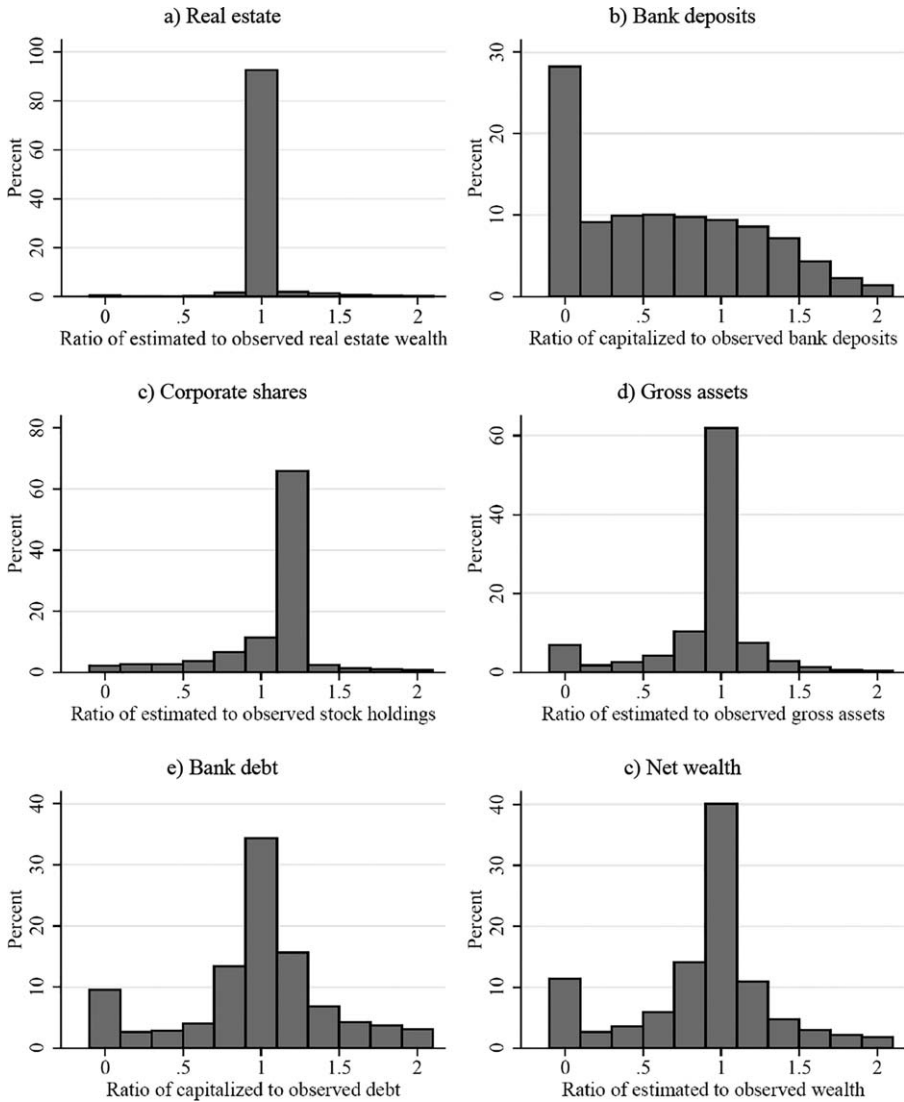 a) Real estate
Percent
0
20
40
60
80
100
0 .5 1 1.5 2
Ratio of estimated to observed real estate wealth
b) Bank deposits
Percent
0
10
20
30
0 .5 1 1.5 2
Ratio of capitalized to observed bank deposits
c) Corporate shares
Percent
0
20
40
60
80
0 .5 1 1.5 2
Ratio of estimated to observed stock holdings
d) Gross assets
Percent
0
20
40
60
0 .5 1 1.5 2
Ratio of estimated to observed gross assets
e) Bank debt
Percent
0
10
20
30
40
0 .5 1 1.5 2
Ratio of capitalized to observed debt
c) Net wealth
Percent
0
10
20
30
40
0 .5 1 1.5 2
Ratio of estimated to observed wealth